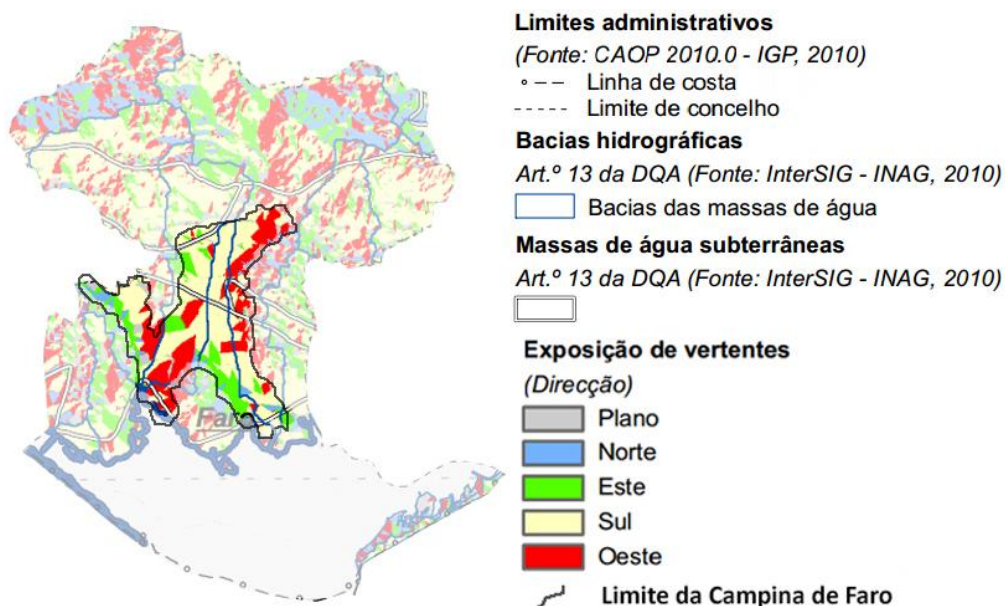 Limites administrativos
(Fonte: CAOP 2010.0 - IGP, 2010)
Linha de costa
Limite de concelho
Bacias hidrográficas
Art.º 13 da DQA (Fonte: InterSIG - INAG, 2010)
Bacias das massas de água
Massas de água subterrâneas
Art.º 13 da DQA (Fonte: InterSIG - INAG, 2010)
Exposição de vertentes
(Direcção)
Plano
Norte
Este
Sul
Oeste
Limite da Campina de Faro
Faro